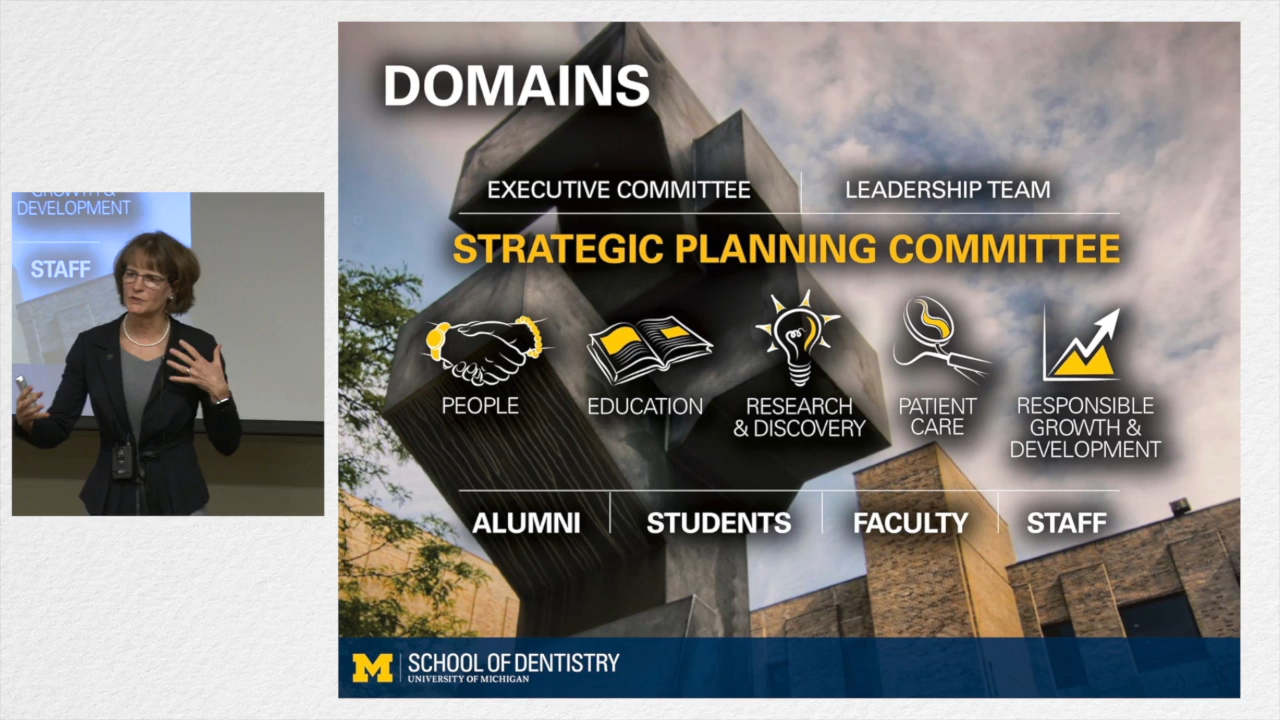 GROWTH &
DEVELOPMENT
STAFF
DOMAINS
EXECUTIVE COMMITTEE
LEADERSHIP TEAM
STRATEGIC PLANNING COMMITTEE
PEOPLE
EDUCATION
RESEARCH
& DISCOVERY
PATIENT
CARE
RESPONSIBLE
GROWTH &
DEVELOPMENT
ALUMNI
STUDENTS
FACULTY
STAFF
M
SCHOOL OF DENTISTRY
UNIVERSITY OF MICHIGAN